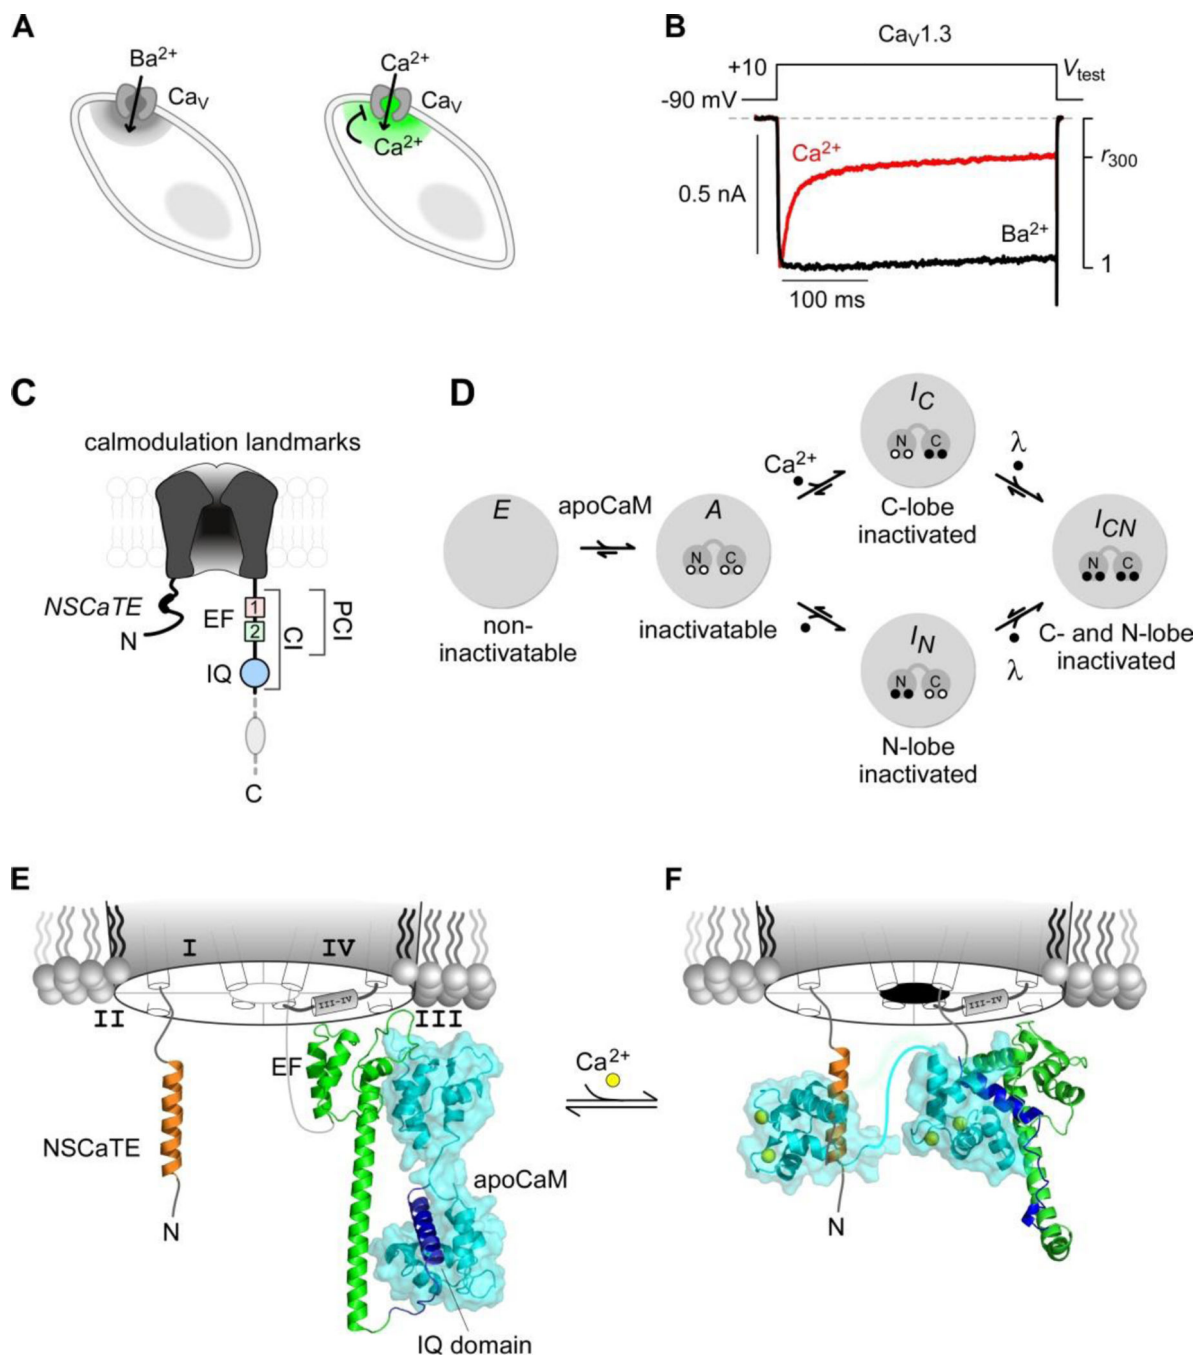 A
Ba2+
CaV
Ca2+
CaV
Ca2+
B
CaV1.3
+10
Vtest
-90 mV
Ca2+
r300
0.5 nA
Ba2+
1
100 ms
C
calmodulation landmarks
NSCaTE
N
EF
1
2
CI
PCI
IQ
C
D
E
non-
inactivatable
apoCaM
A
N C
inactivatable
Ca2+
IC
N C
C-lobe
inactivated
λ
ICN
N C
C- and N-lobe
inactivated
IN
N C
N-lobe
inactivated
λ
E
I
IV
II
III-IV
III
EF
NSCaTE
N
apoCaM
IQ domain
Ca2+
F
III-IV
N